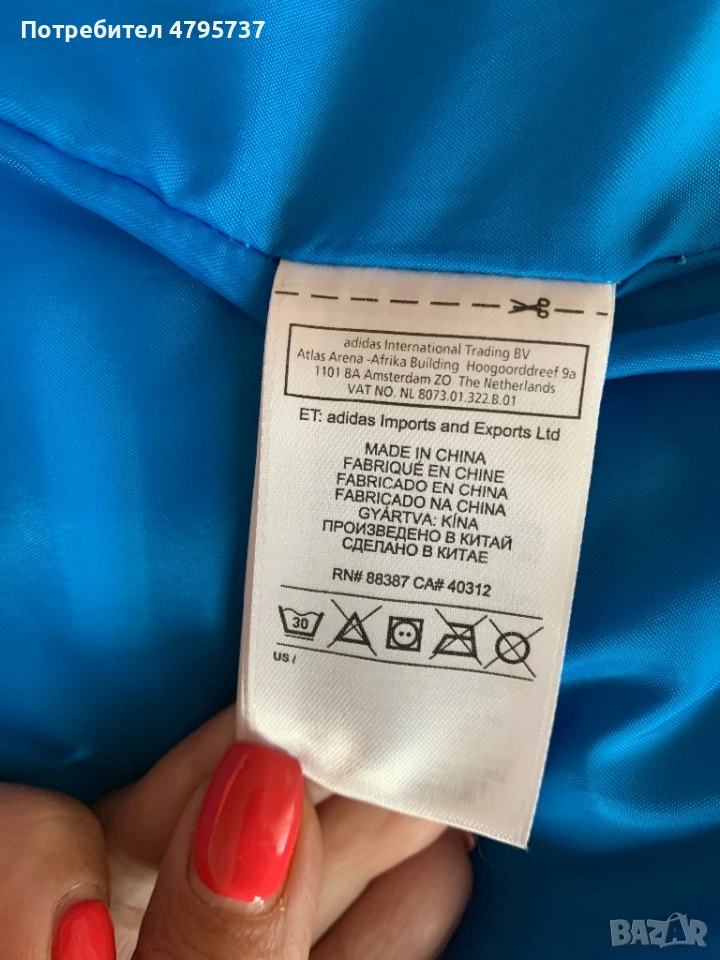 Потребител 4795737
adidas International Trading BV
Atlas Arena -Afrika Building Hoogoorddreef 9a
1101 BA Amsterdam ZO The Netherlands
VAT NO. NL 8073.01.322.B.01
ET: adidas Imports and Exports Ltd
MADE IN CHINA
FABRIQUÉ EN CHINE
FABRICADO EN CHINA
FABRICADO NA CHINA
GYÁRTVA: KÍNA
ПРОИЗВЕДЕНО В КИТАЙ
СДЕЛАНО В КИТАЕ
RN# 88387 CA# 40312
30
US /
BAZAR